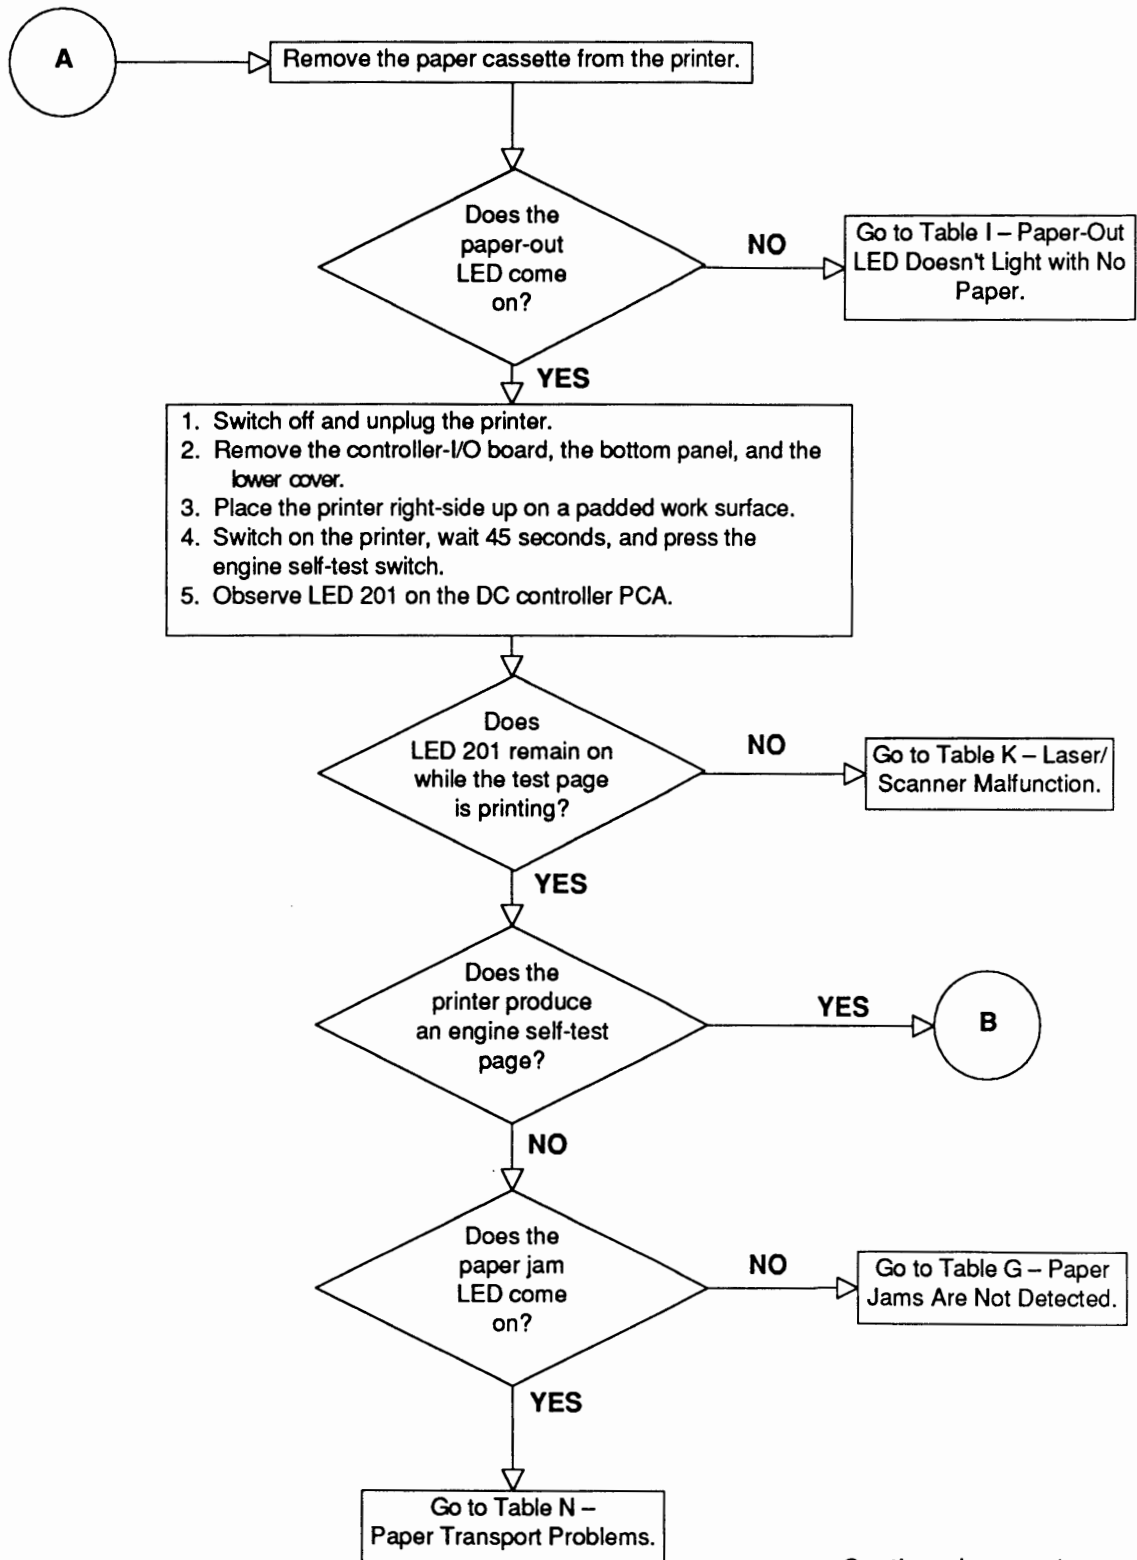 A
Remove the paper cassette from the printer.
Does the
paper-out
LED come
on?
NO
Go to Table I – Paper-Out
LED Doesn't Light with No
Paper.
YES
1. Switch off and unplug the printer.
2. Remove the controller-I/O board, the bottom panel, and the
lower cover.
3. Place the printer right-side up on a padded work surface.
4. Switch on the printer, wait 45 seconds, and press the
engine self-test switch.
5. Observe LED 201 on the DC controller PCA.
Does
LED 201 remain on
while the test page
is printing?
NO
Go to Table K – Laser/
Scanner Malfunction.
YES
Does the
printer produce
an engine self-test
page?
YES
B
NO
Does the
paper jam
LED come
on?
NO
Go to Table G – Paper
Jams Are Not Detected.
YES
Go to Table N –
Paper Transport Problems.